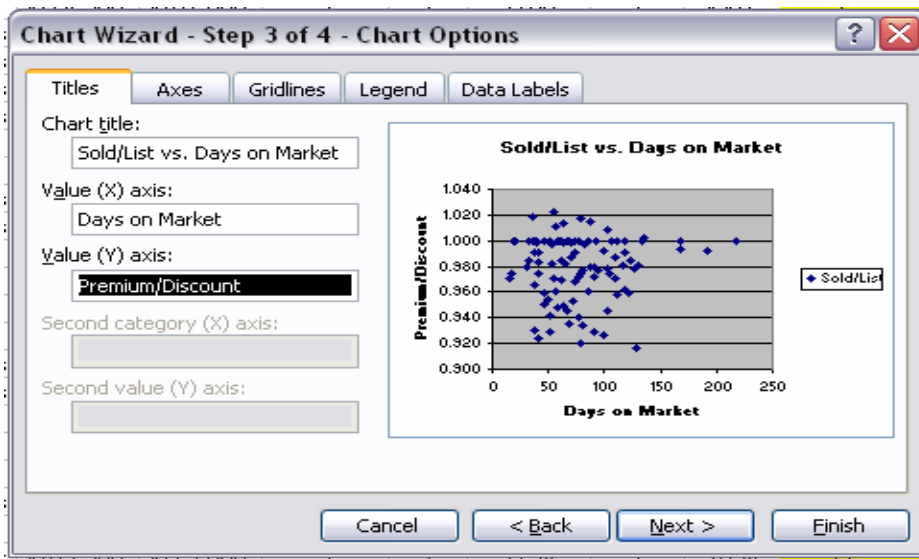 Chart Wizard - Step 3 of 4 - Chart Options
Titles
Axes
Gridlines
Legend
Data Labels
Chart title:
Sold/List vs. Days on Market
Value (X) axis:
Days on Market
Value (Y) axis:
Premium/Discount
Second category (X) axis:
Second value (Y) axis:
Sold/List vs. Days on Market
Premium/Discount
1.040
1.020
1.000
0.980
0.960
0.940
0.920
0.900
0 50 100 150 200 250
Days on Market
Sold/List
Cancel
< Back
Next >
Finish